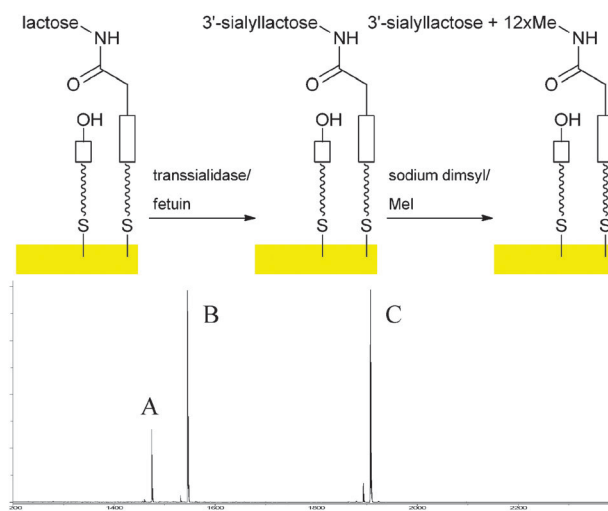 lactose
NH
O
OH
S
S
transsialidase/
fetuin
3'-sialyllactose
NH
O
OH
S
S
sodium dimsyl/
MeI
3'-sialyllactose + 12xMe
NH
O
OH
S
S
A
B
C
200
1400
1600
1800
2000
2200